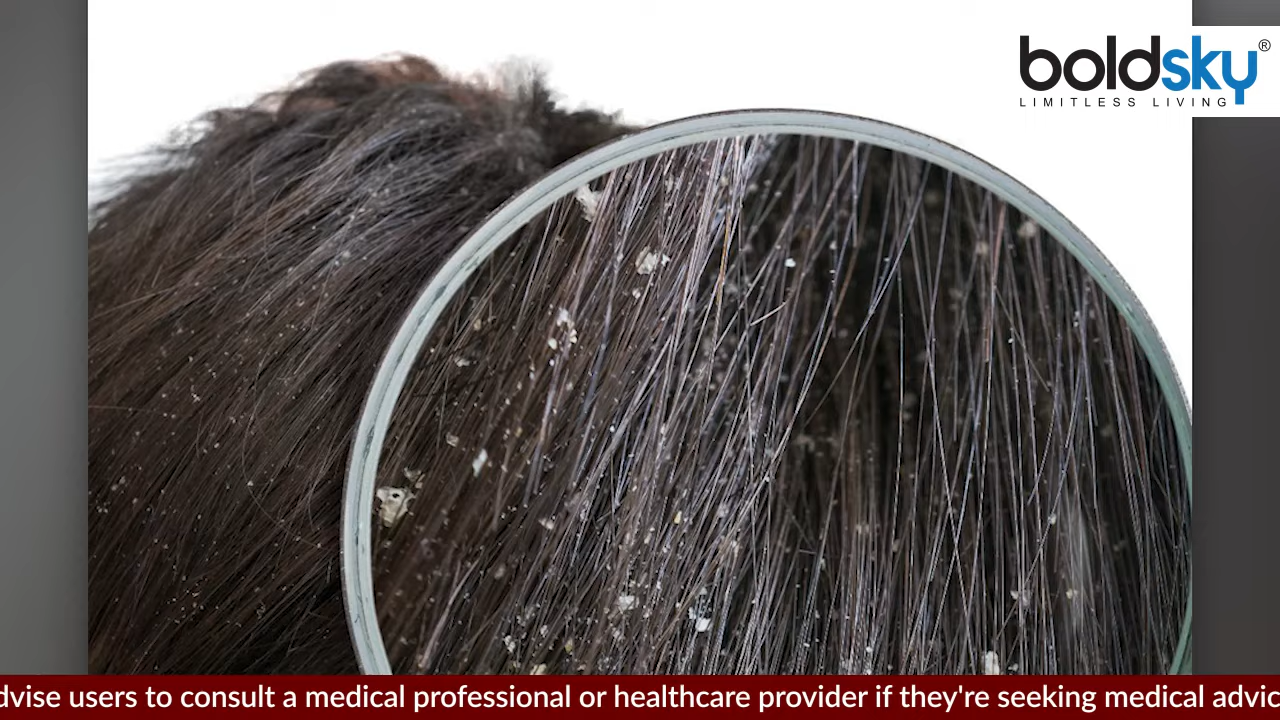 boldsky®
LIMITLESS LIVING
dvise users to consult a medical professional or healthcare provider if they're seeking medical advic